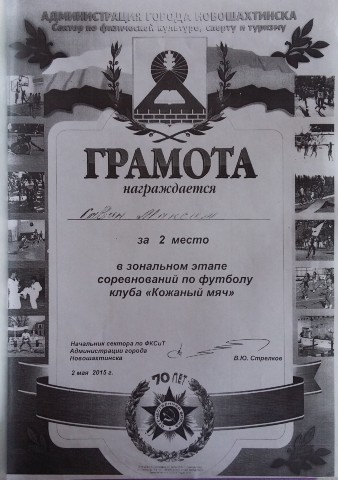 АДМИНИСТРАЦИЯ ГОРОДА НОВОШАХТИНСКА
Сектор по физической культуре, спорту и туризму
ГРАМОТА
награждается
Максим
за 2 место
в зональном этапе
соревнований по футболу
клуба «Кожаный мяч»
Начальник сектора по ФКСиТ
Администрации города
Новошахтинска
В.Ю. Стрелков
2 мая 2015 г.
70 ЛЕТ